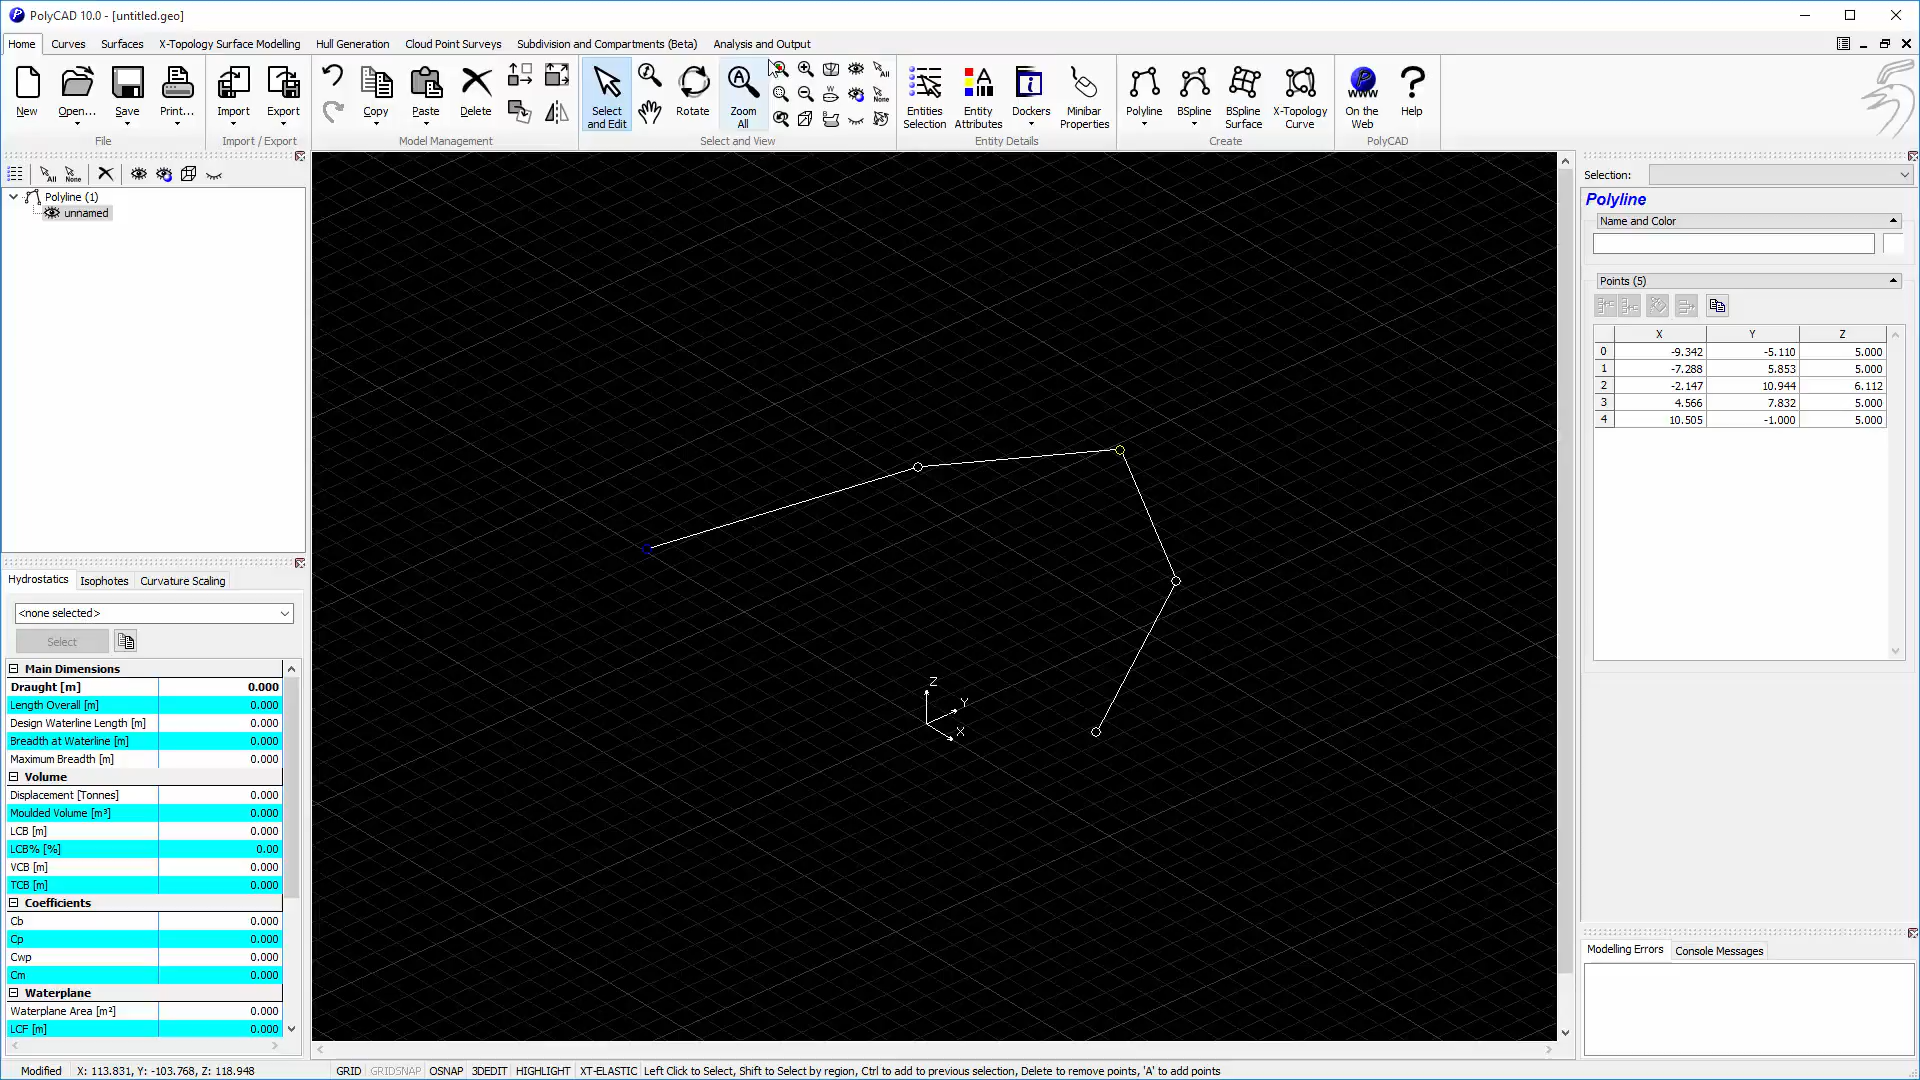 PolyCAD 10.0 - [untitled.geo]
Home Curves Surfaces X-Topology Surface Modelling Hull Generation Cloud Point Surveys Subdivision and Compartments (Beta) Analysis and Output
New Open... Save Print... Import Export Copy Paste Delete Select and Edit Rotate Zoom All Entities Selection Entity Attributes Dockers Minibar Properties Polyline BSpline BSpline Surface X-Topology Curve On the Web Help
File Import / Export Model Management Select and View Entity Details Create PolyCAD
All None
All
None
Polyline (1)
unnamed
Hydrostatics Isophotes Curvature Scaling
<none selected>
Select
Main Dimensions
Draught [m] 0.000
Length Overall [m] 0.000
Design Waterline Length [m] 0.000
Breadth at Waterline [m] 0.000
Maximum Breadth [m] 0.000
Volume
Displacement [Tonnes] 0.000
Moulded Volume [m³] 0.000
LCB [m] 0.000
LCB% [%] 0.00
VCB [m] 0.000
TCB [m] 0.000
Coefficients
Cb 0.000
Cp 0.000
Cwp 0.000
Cm 0.000
Waterplane
Waterplane Area [m²] 0.000
LCF [m] 0.000
Z
Y
X
Selection:
Polyline
Name and Color
Points (5)
X Y Z
0 -9.342 -5.110 5.000
1 -7.288 5.853 5.000
2 -2.147 10.944 6.112
3 4.566 7.832 5.000
4 10.505 -1.000 5.000
Modelling Errors Console Messages
Modified X: 113.831, Y: -103.768, Z: 118.948 GRID GRIDSNAP OSNAP 3DEDIT HIGHLIGHT XT-ELASTIC Left Click to Select, Shift to Select by region, Ctrl to add to previous selection, Delete to remove points, 'A' to add points